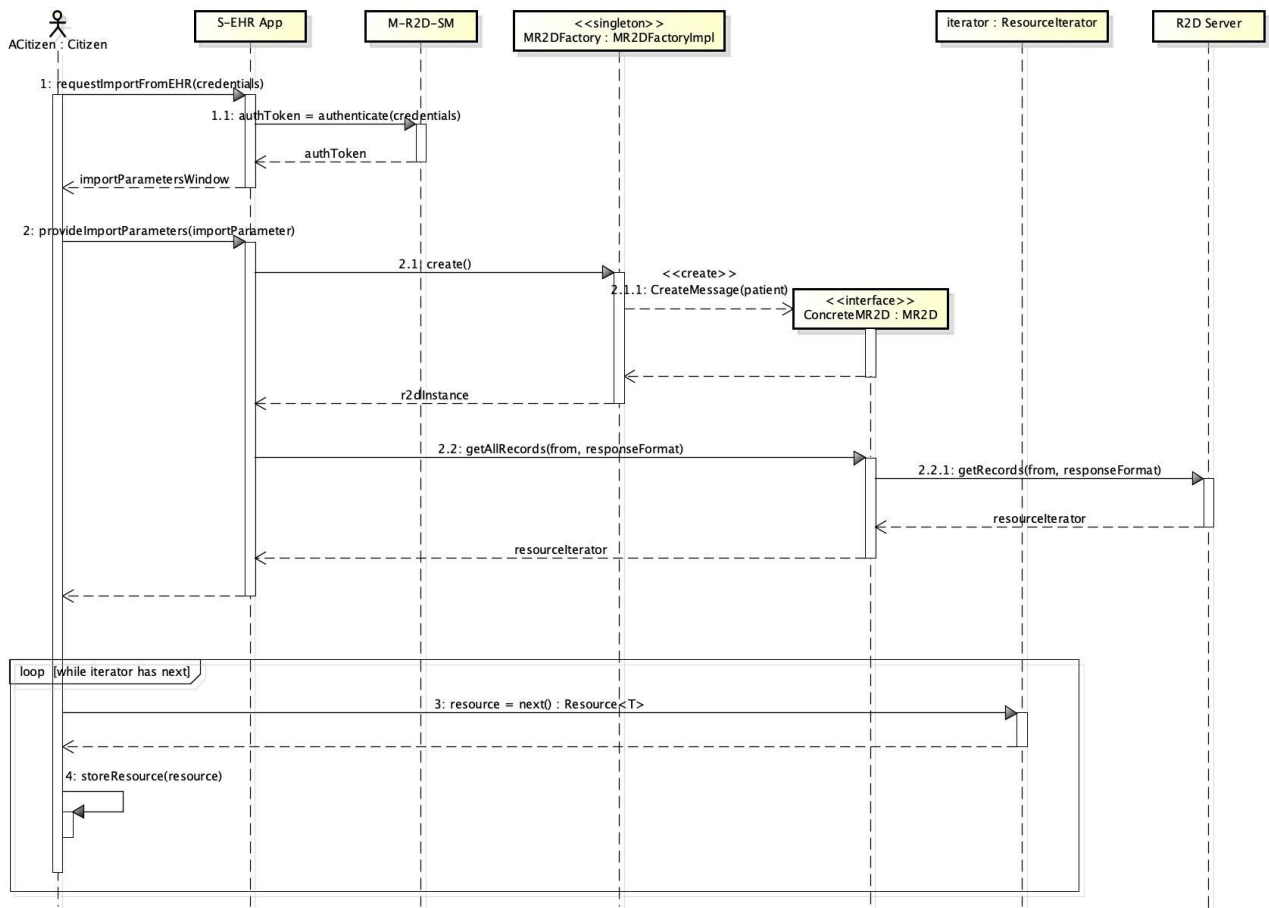 S-EHR App
M-R2D-SM
<<singleton>>
MR2DFactory : MR2DFactoryImpl
iterator : ResourceIterator
R2D Server
ACitizen : Citizen
1: requestImportFromEHR(credentials)
1.1: authToken = authenticate(credentials)
authToken
importParametersWindow
2: provideImportParameters(importParameter)
2.1: create()
<<create>>
2.1.1: CreateMessage(patient)
<<interface>>
ConcreteMR2D : MR2D
r2dInstance
2.2: getAllRecords(from, responseFormat)
2.2.1: getRecords(from, responseFormat)
resourceIterator
resourceIterator
loop [while iterator has next]
3: resource = next() : Resource<T>
4: storeResource(resource)